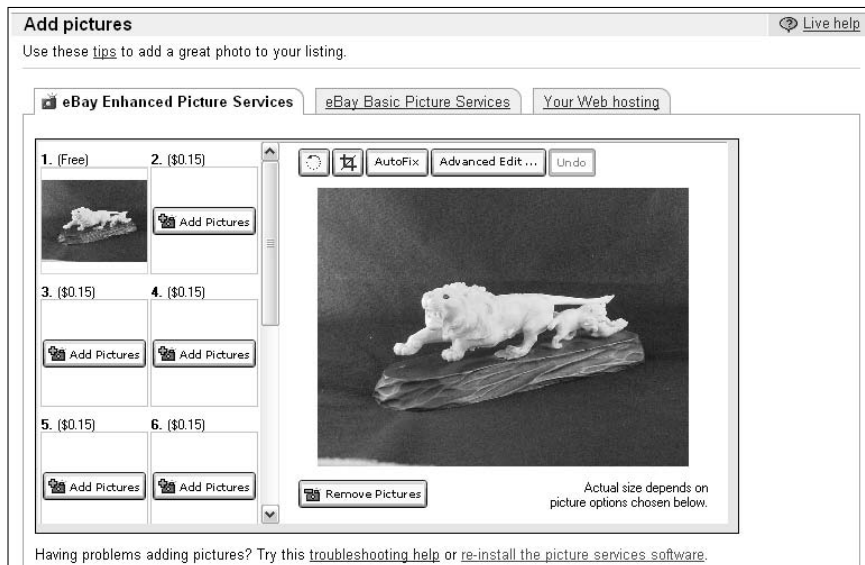 Add pictures
Live help
Use these tips to add a great photo to your listing.
eBay Enhanced Picture Services
eBay Basic Picture Services
Your Web hosting
1. (Free)
2. ($0.15)
AutoFix
Advanced Edit ...
Undo
Add Pictures
3. ($0.15)
4. ($0.15)
Add Pictures
Add Pictures
5. ($0.15)
6. ($0.15)
Add Pictures
Add Pictures
Remove Pictures
Actual size depends on
picture options chosen below.
Having problems adding pictures? Try this troubleshooting help or re-install the picture services software.